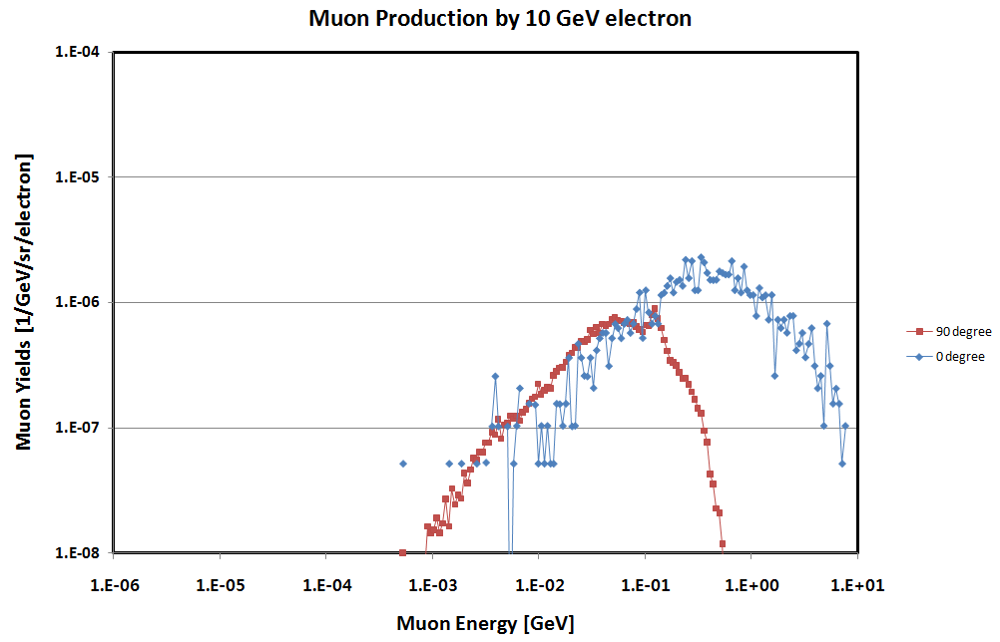 Muon Production by 10 GeV electron
Muon Yields [1/GeV/sr/electron]
1.E-04
1.E-05
1.E-06
1.E-07
1.E-08
1.E-06
1.E-05
1.E-04
1.E-03
1.E-02
1.E-01
1.E+00
1.E+01
Muon Energy [GeV]
90 degree
0 degree